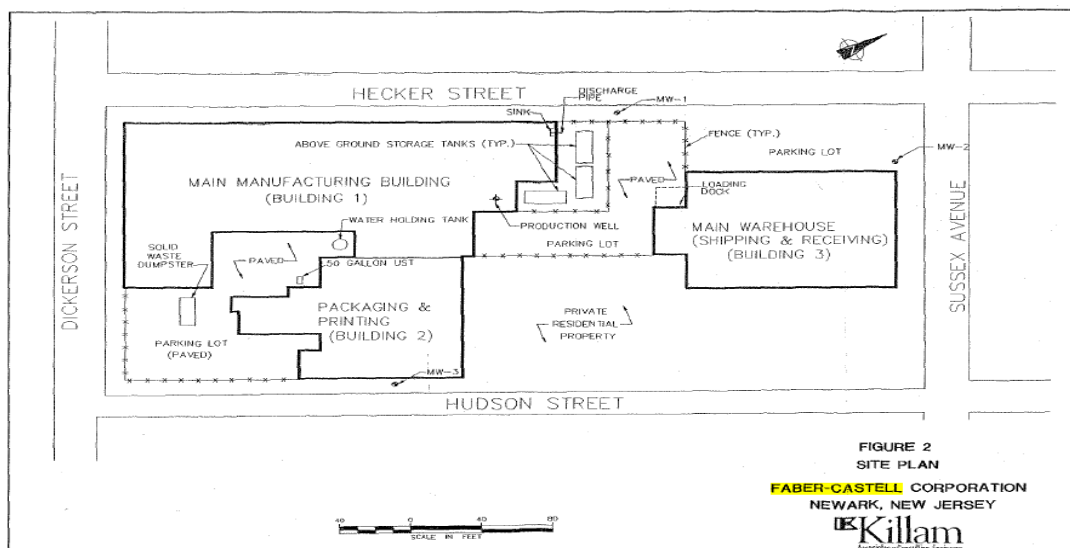 HECKER STREET
DISCHARGE
PIPE
MW-1
SINK
ABOVE GROUND STORAGE TANKS (TYP.)
FENCE (TYP.)
PARKING LOT
MW-2
MAIN MANUFACTURING BUILDING
(BUILDING 1)
PAVED
LOADING
DOCK
WATER HOLDING TANK
PRODUCTION WELL
PARKING LOT
MAIN WAREHOUSE
(SHIPPING & RECEIVING)
(BUILDING 3)
SOLID
WASTE
DUMPSTER
PAVED
50 GALLON UST
DICKERSON STREET
SUSSEX AVENUE
PACKAGING &
PRINTING
(BUILDING 2)
PRIVATE
RESIDENTIAL
PROPERTY
PARKING LOT
(PAVED)
MW-3
HUDSON STREET
FIGURE 2
SITE PLAN
FABER-CASTELL CORPORATION
NEWARK, NEW JERSEY
Killam
40 0 40 80
SCALE IN FEET